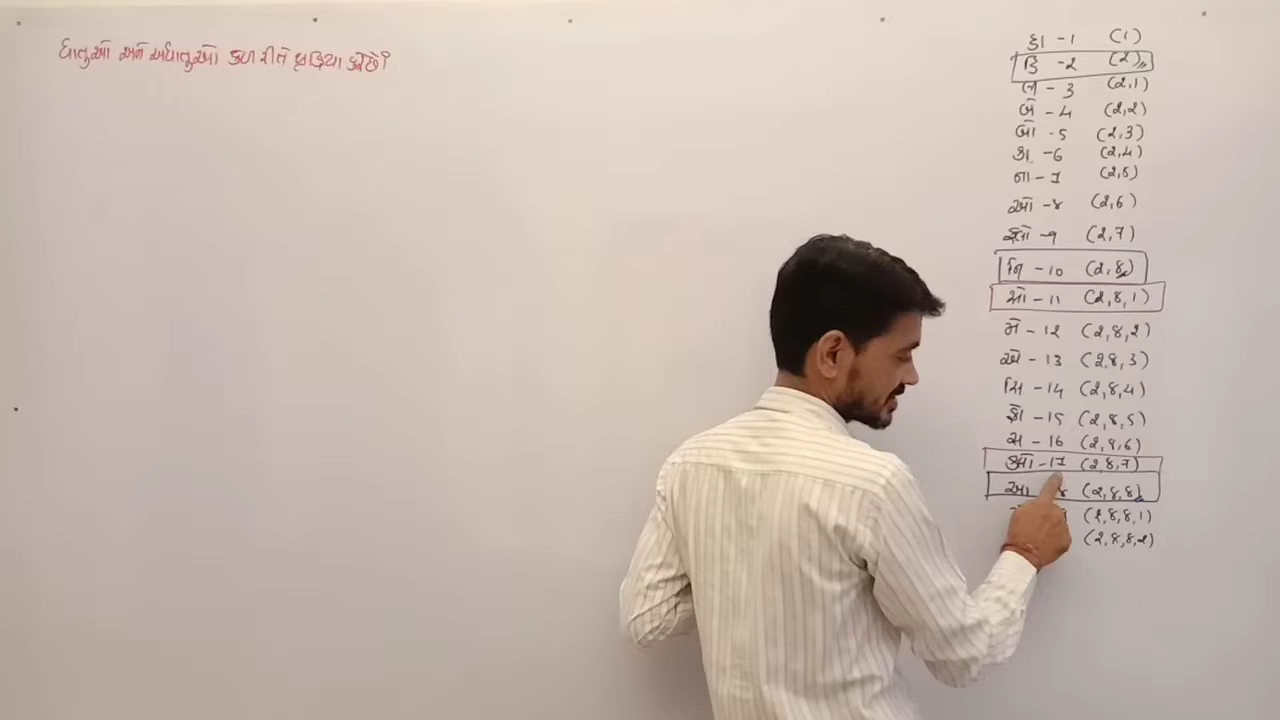 ધાતુઓ અને અધાતુઓ કઈ રીતે પ્રક્રિયા કરે છે?
હા - 1 (1)
હિ - 2 (2)
લ - 3 (2,1)
બે - 4 (2,2)
બો - 5 (2,3)
કા - 6 (2,4)
ના - 7 (2,5)
ઓ - 8 (2,6)
ફ્લો - 9 (2,7)
નિ - 10 (2,8)
સો - 11 (2,8,1)
મે - 12 (2,8,2)
એ - 13 (2,8,3)
સિ - 14 (2,8,4)
ફો - 15 (2,8,5)
સ - 16 (2,8,6)
ક્લો - 17 (2,8,7)
આ 8 (2,8,8)
(2,8,8,1)
(2,8,8,2)